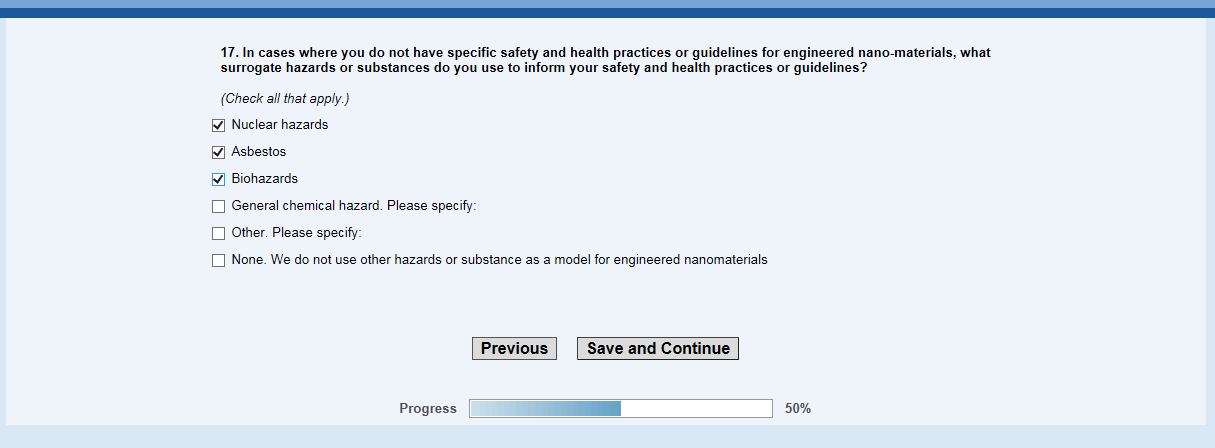 17. In cases where you do not have specific safety and health practices or guidelines for engineered nano-materials, what
surrogate hazards or substances do you use to inform your safety and health practices or guidelines?
(Check all that apply.)
Nuclear hazards
Asbestos
Biohazards
General chemical hazard. Please specify:
Other. Please specify:
None. We do not use other hazards or substance as a model for engineered nanomaterials
Previous Save and Continue
Progress 50%